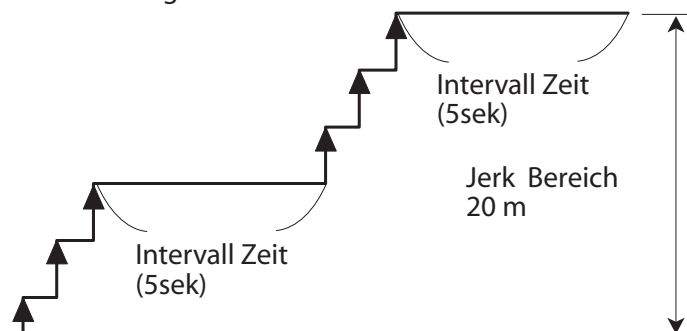 Intervall Zeit
(5sek)
Jerk Bereich
20 m
Intervall Zeit
(5sek)